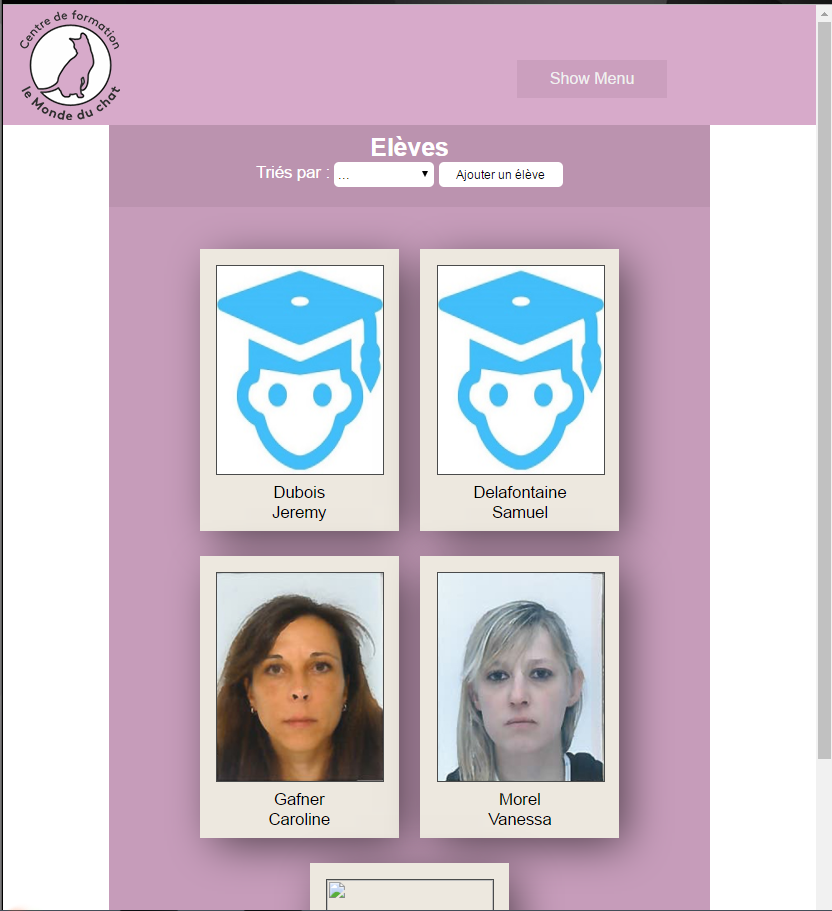 Centre de formation
le Monde du chat
Show Menu
Elèves
Triés par : ... Ajouter un élève
Dubois
Jeremy
Delafontaine
Samuel
Gafner
Caroline
Morel
Vanessa